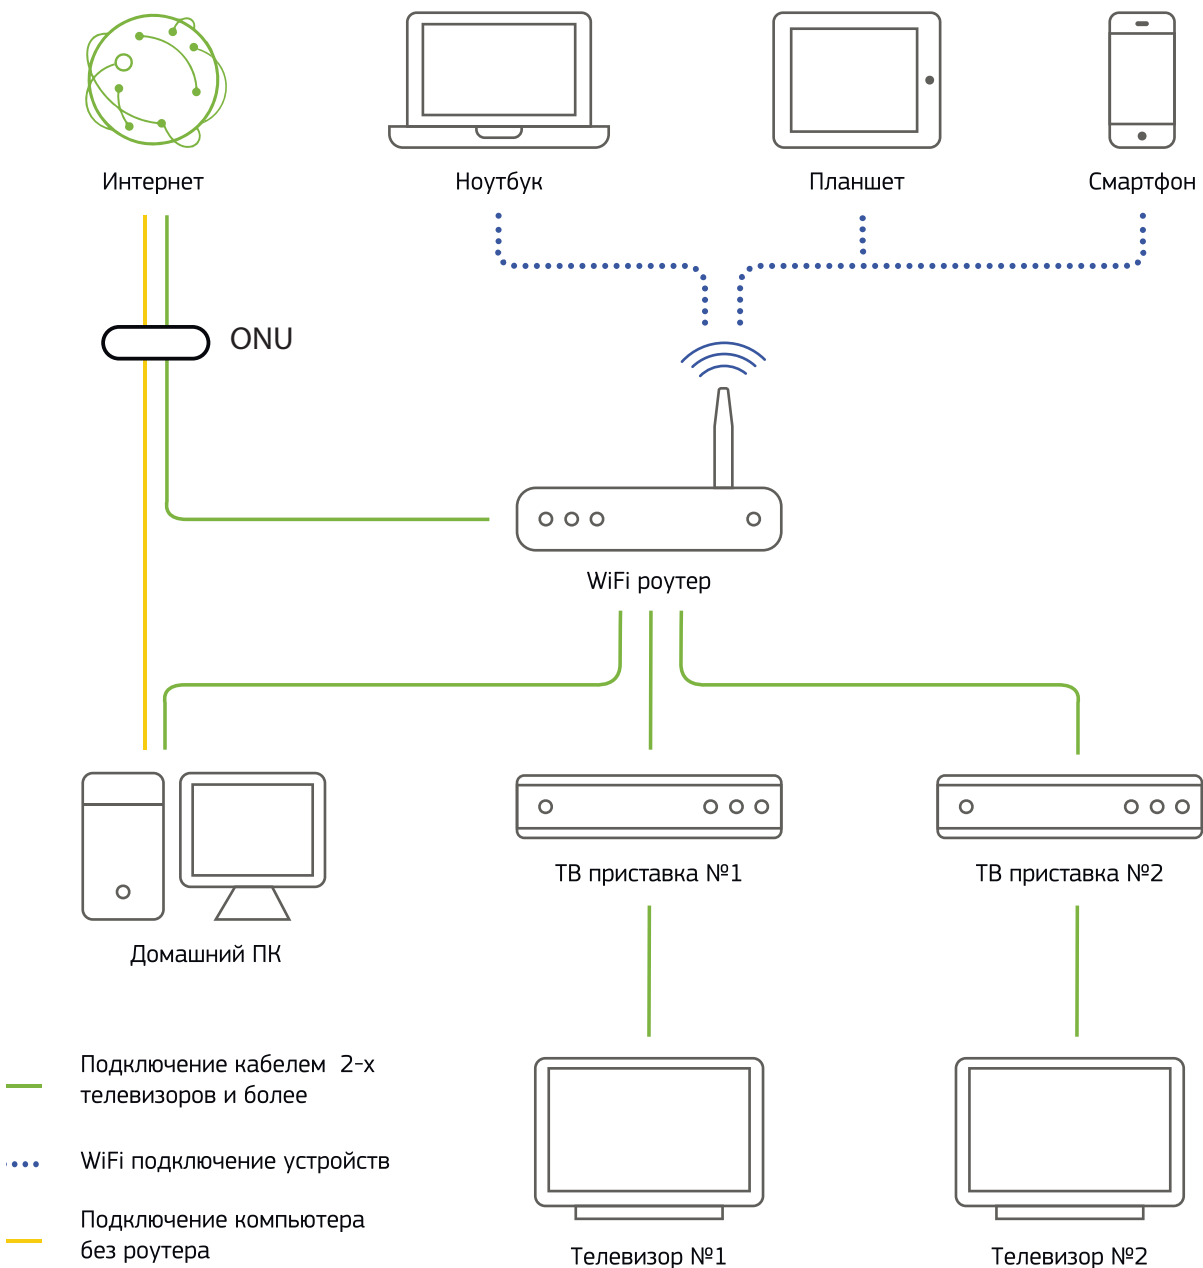 Интернет
Ноутбук
Планшет
Смартфон
ONU
WiFi роутер
ТВ приставка №1
ТВ приставка №2
Домашний ПК
Подключение кабелем 2-х
телевизоров и более
WiFi подключение устройств
Подключение компьютера
без роутера
Телевизор №1
Телевизор №2